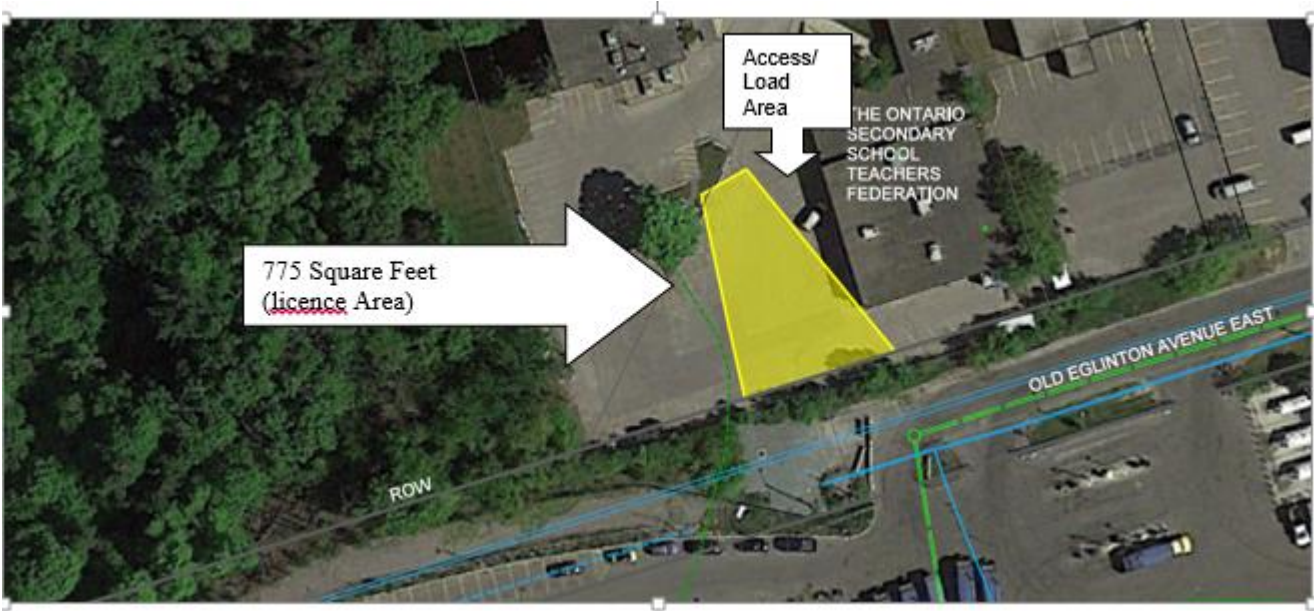 Access/
Load
Area
THE ONTARIO
SECONDARY
SCHOOL
TEACHERS
FEDERATION
775 Square Feet
(licence Area)
OLD EGLINTON AVENUE EAST
ROW